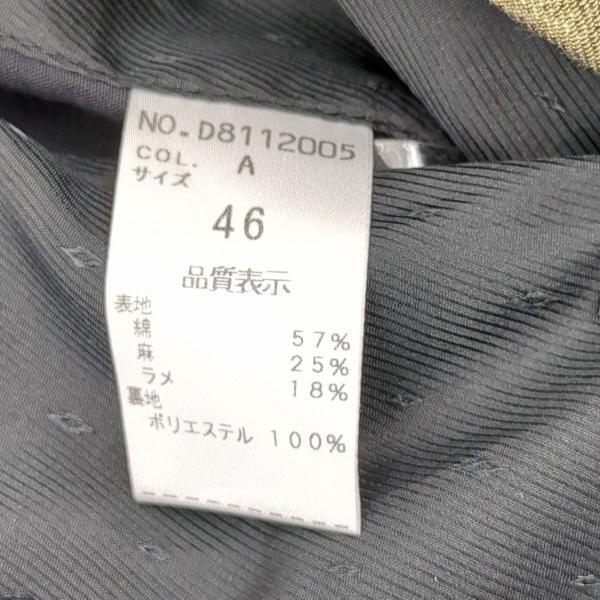 NO.D8112005
COL. A
サイズ
46
品質表示
表地
綿 57%
麻 25%
ラメ 18%
裏地
ポリエステル 100%